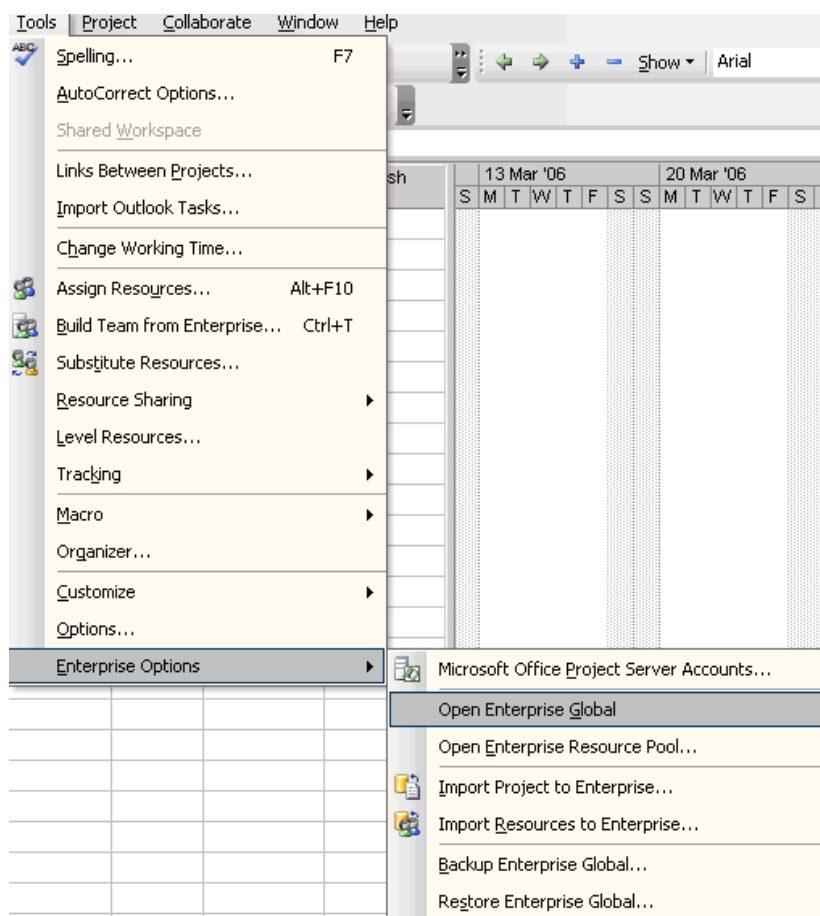 Tools Project Collaborate Window Help
ABC Spelling... F7
Show Arial
AutoCorrect Options...
Shared Workspace
Links Between Projects...
sh 13 Mar '06 20 Mar '06
S M T W T F S S M T W T F S
Import Outlook Tasks...
Change Working Time...
Assign Resources... Alt+F10
Build Team from Enterprise... Ctrl+T
Substitute Resources...
Resource Sharing
Level Resources...
Tracking
Macro
Organizer...
Customize
Options...
Enterprise Options
Microsoft Office Project Server Accounts...
Open Enterprise Global
Open Enterprise Resource Pool...
Import Project to Enterprise...
Import Resources to Enterprise...
Backup Enterprise Global...
Restore Enterprise Global...